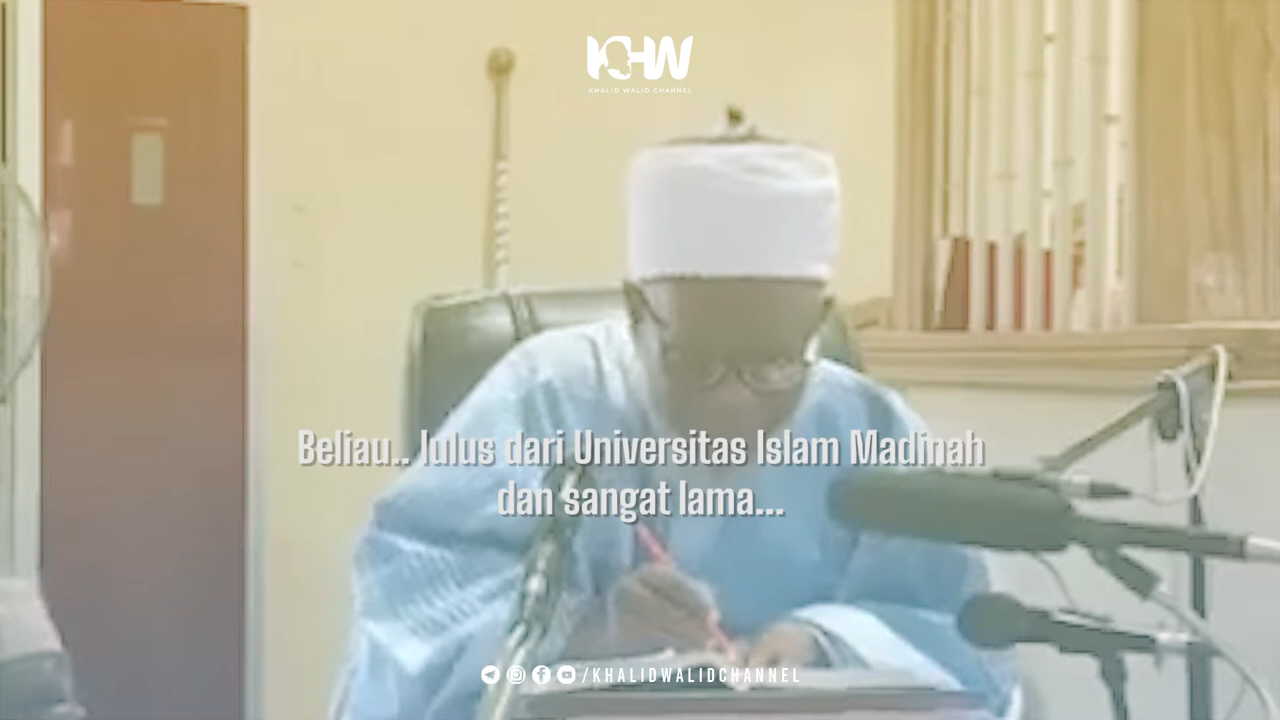 KHW
KHALID WALID CHANNEL
Beliau.. lulus dari Universitas Islam Madinah
dan sangat lama...
/KHALIDWALIDCHANNEL